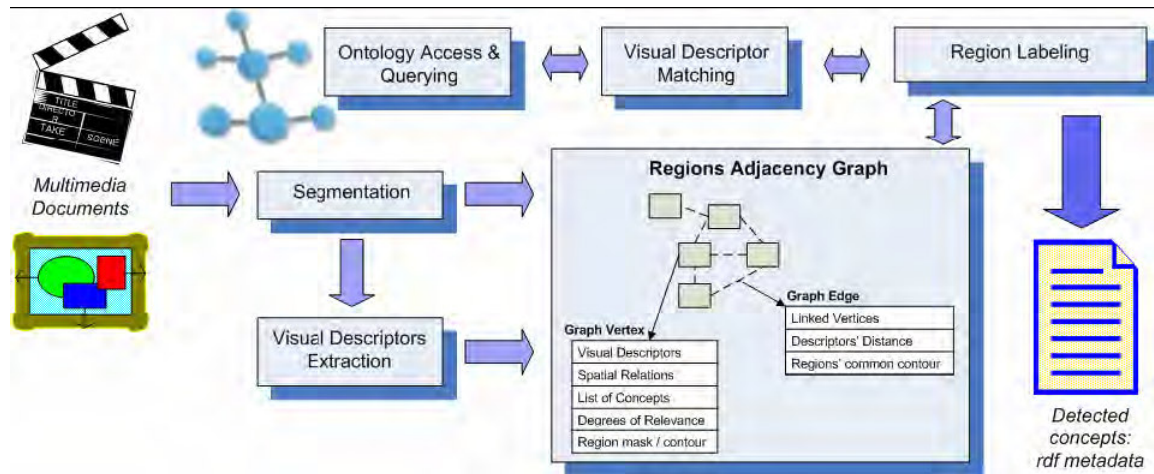 Ontology Access &
Querying
Visual Descriptor
Matching
Region Labeling
TITLE
DIRECTO
R
TAKE
SCENE
Multimedia
Documents
Segmentation
Visual Descriptors
Extraction
Regions Adjacency Graph
Graph Edge
Linked Vertices
Descriptors' Distance
Regions' common contour
Graph Vertex
Visual Descriptors
Spatial Relations
List of Concepts
Degrees of Relevance
Region mask / contour
Detected
concepts:
rdf metadata